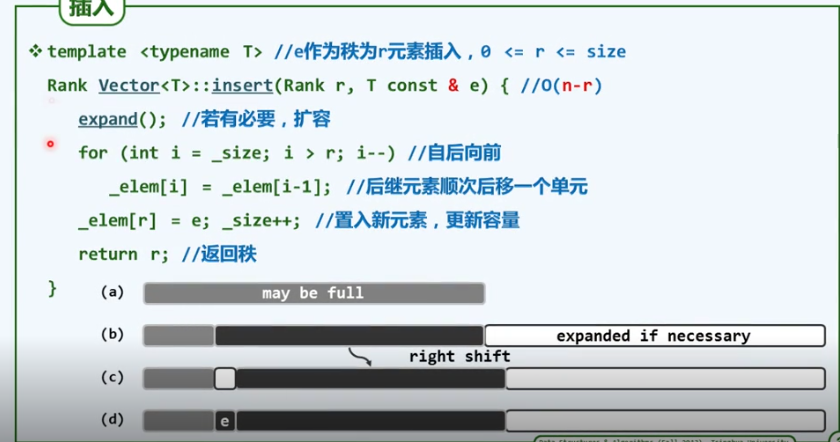 插入
❖ template <typename T> //e作为秩为r元素插入，0 <= r <= size
Rank Vector<T>::insert(Rank r, T const & e) { //O(n-r)
expand(); //若有必要，扩容
for (int i = _size; i > r; i--) //自后向前
_elem[i] = _elem[i-1]; //后继元素顺次后移一个单元
_elem[r] = e; _size++; //置入新元素，更新容量
return r; //返回秩
}
(a) may be full
(b) expanded if necessary
right shift
(c)
(d) e